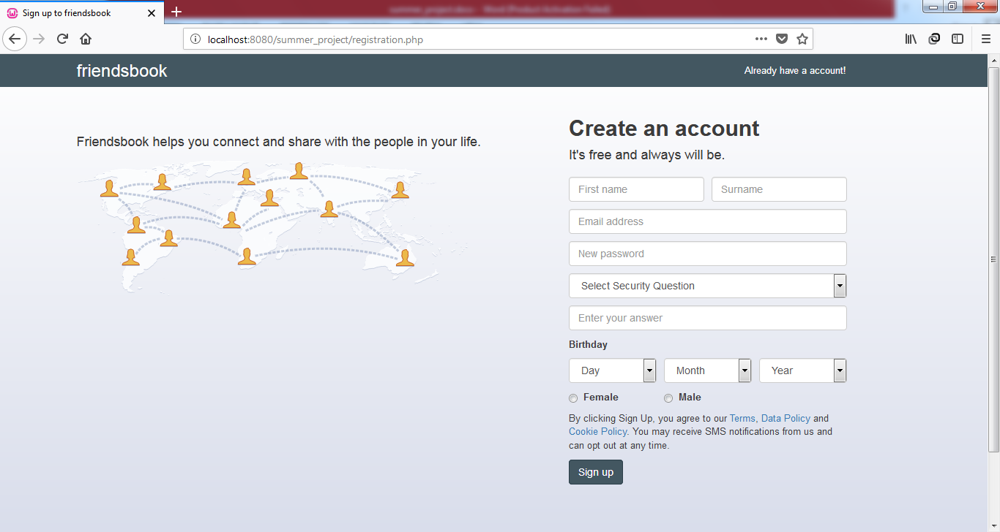 Sign up to friendsbook
summer_project.docx - Word (Product Activation Failed)
localhost:8080/summer_project/registration.php
friendsbook
Already have a account!
Friendsbook helps you connect and share with the people in your life.
Create an account
It's free and always will be.
First name
Surname
Email address
New password
Select Security Question
Enter your answer
Birthday
Day
Month
Year
Female
Male
By clicking Sign Up, you agree to our Terms, Data Policy and
Cookie Policy. You may receive SMS notifications from us and
can opt out at any time.
Sign up